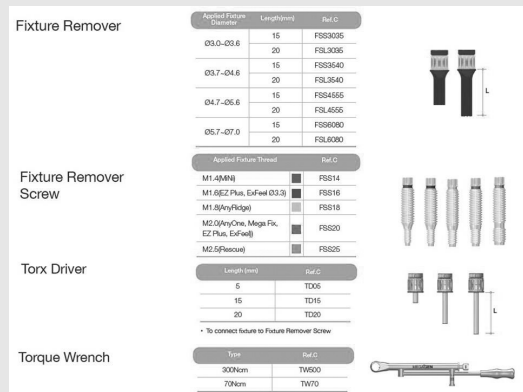 Fixture Remover
Applied Fixture Diameter Length(mm) Ref.C
Ø3.0~Ø3.6 15 FSS3035
20 FSL3035
Ø3.7~Ø4.6 15 FSS3540
20 FSL3540
Ø4.7~Ø5.6 15 FSS4555
20 FSL4555
Ø5.7~Ø7.0 15 FSS6080
20 FSL6080
L
Fixture Remover Screw
Applied Fixture Thread Ref.C
M1.4(MiNi) FSS14
M1.6(EZ Plus, ExFeel Ø3.3) FSS16
M1.8(AnyRidge) FSS18
M2.0(AnyOne, Mega Fix,
EZ Plus, ExFeel)) FSS20
M2.5(Rescue) FSS25
Torx Driver
Length (mm) Ref.C
5 TD05
15 TD15
20 TD20
• To connect fixture to Fixture Remover Screw
L
Torque Wrench
Type Ref.C
300Ncm TW500
70Ncm TW70